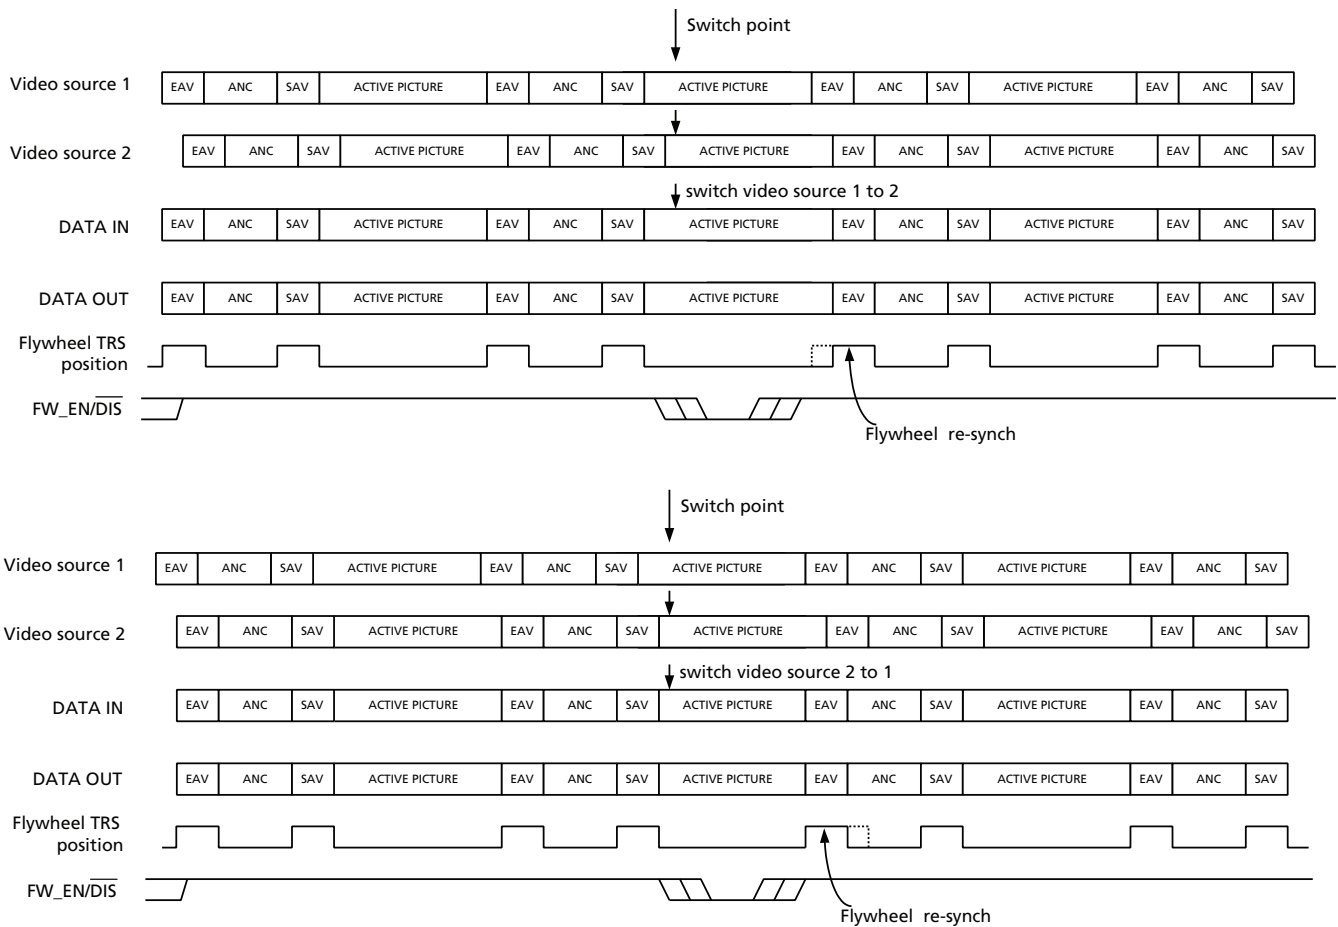 Switch point
Video source 1 EAV ANC SAV ACTIVE PICTURE EAV ANC SAV ACTIVE PICTURE EAV ANC SAV ACTIVE PICTURE EAV ANC SAV
Video source 2 EAV ANC SAV ACTIVE PICTURE EAV ANC SAV ACTIVE PICTURE EAV ANC SAV ACTIVE PICTURE EAV ANC SAV
switch video source 1 to 2
DATA IN EAV ANC SAV ACTIVE PICTURE EAV ANC SAV ACTIVE PICTURE EAV ANC SAV ACTIVE PICTURE EAV ANC SAV
DATA OUT EAV ANC SAV ACTIVE PICTURE EAV ANC SAV ACTIVE PICTURE EAV ANC SAV ACTIVE PICTURE EAV ANC SAV
Flywheel TRS
position
FW_EN/DIS
Flywheel re-synch
Switch point
Video source 1 EAV ANC SAV ACTIVE PICTURE EAV ANC SAV ACTIVE PICTURE EAV ANC SAV ACTIVE PICTURE EAV ANC SAV
Video source 2 EAV ANC SAV ACTIVE PICTURE EAV ANC SAV ACTIVE PICTURE EAV ANC SAV ACTIVE PICTURE EAV ANC SAV
switch video source 2 to 1
DATA IN EAV ANC SAV ACTIVE PICTURE EAV ANC SAV ACTIVE PICTURE EAV ANC SAV ACTIVE PICTURE EAV ANC SAV
DATA OUT EAV ANC SAV ACTIVE PICTURE EAV ANC SAV ACTIVE PICTURE EAV ANC SAV ACTIVE PICTURE EAV ANC SAV
Flywheel TRS
position
FW_EN/DIS
Flywheel re-synch